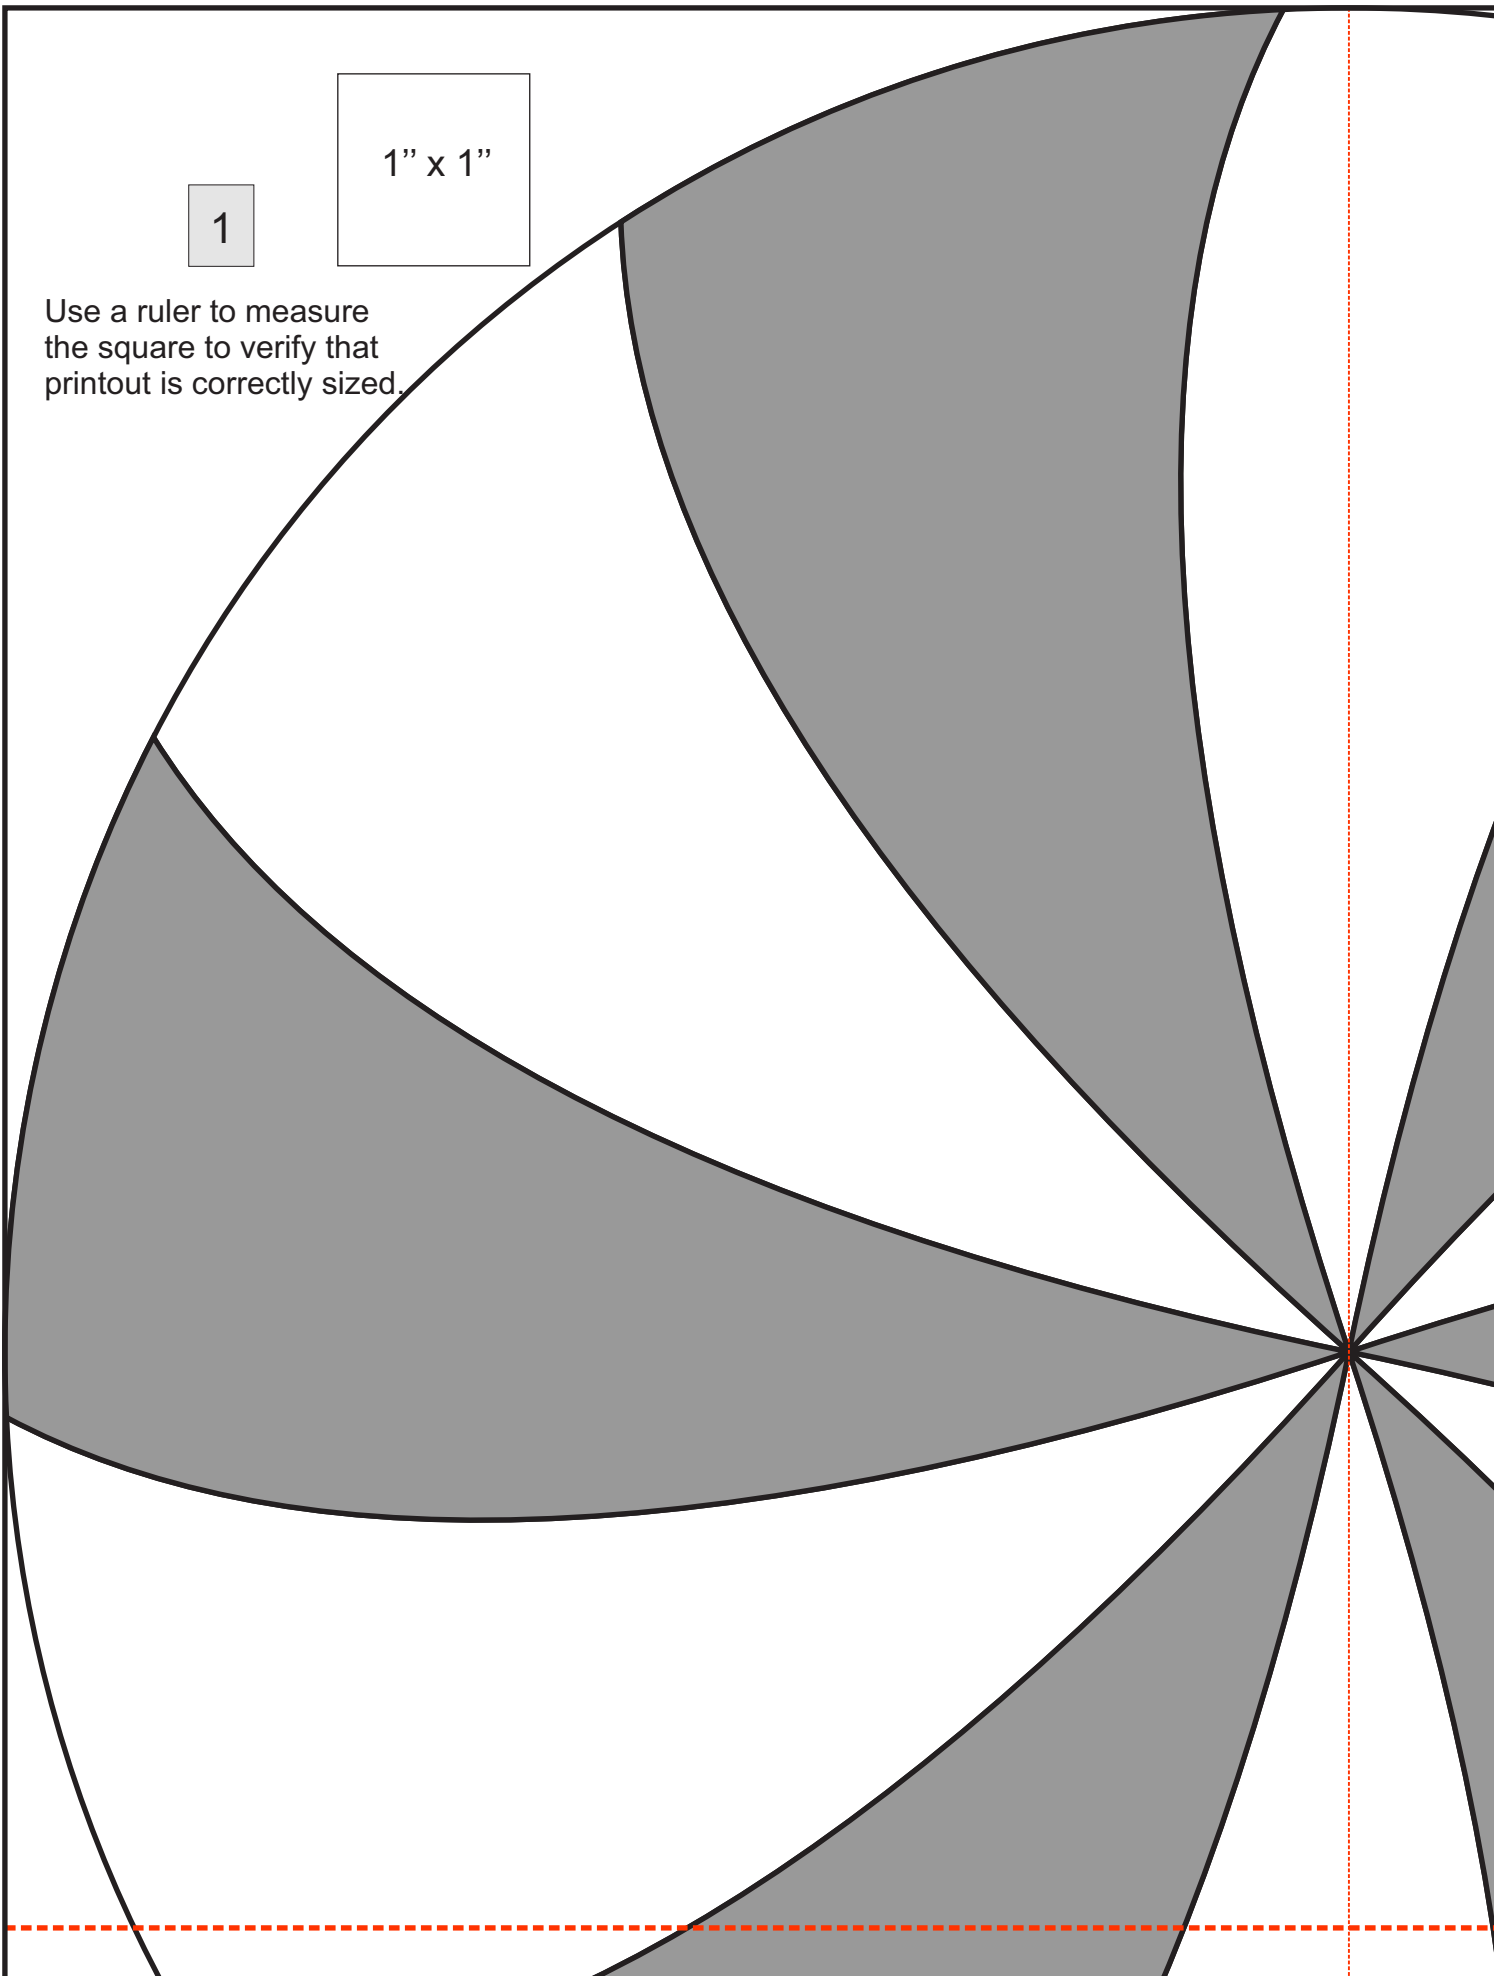 1’’ x 1’’
1
Use a ruler to measure
the square to verify that
printout is correctly sized.